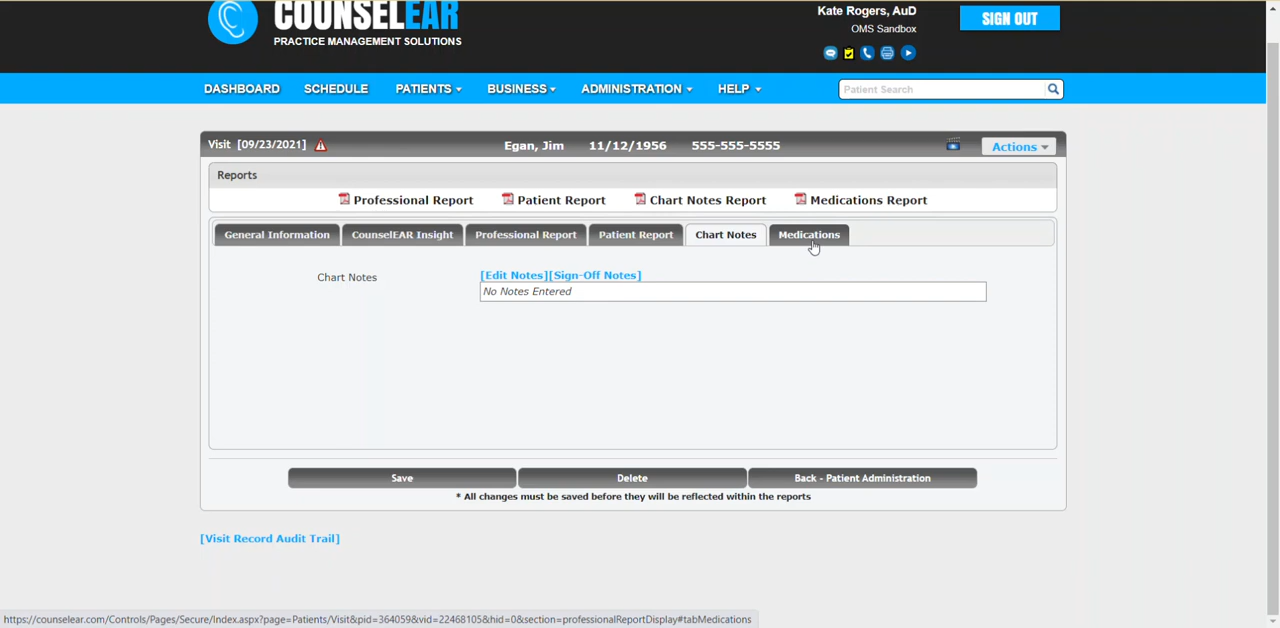 COUNSELEAR
PRACTICE MANAGEMENT SOLUTIONS
Kate Rogers, AuD
OMS Sandbox
SIGN OUT
DASHBOARD SCHEDULE PATIENTS BUSINESS ADMINISTRATION HELP Patient Search
Visit [09/23/2021] Egan, Jim 11/12/1956 555-555-5555 Actions
Reports
Professional Report Patient Report Chart Notes Report Medications Report
General Information CounselEAR Insight Professional Report Patient Report Chart Notes Medications
Chart Notes [Edit Notes][Sign-Off Notes]
No Notes Entered
Save Delete Back - Patient Administration
* All changes must be saved before they will be reflected within the reports
[Visit Record Audit Trail]
https://counselear.com/Controls/Pages/Secure/Index.aspx?page=Patients/Visit&pid=364059&vid=22468105&hid=0&section=professionalReportDisplay#tabMedications